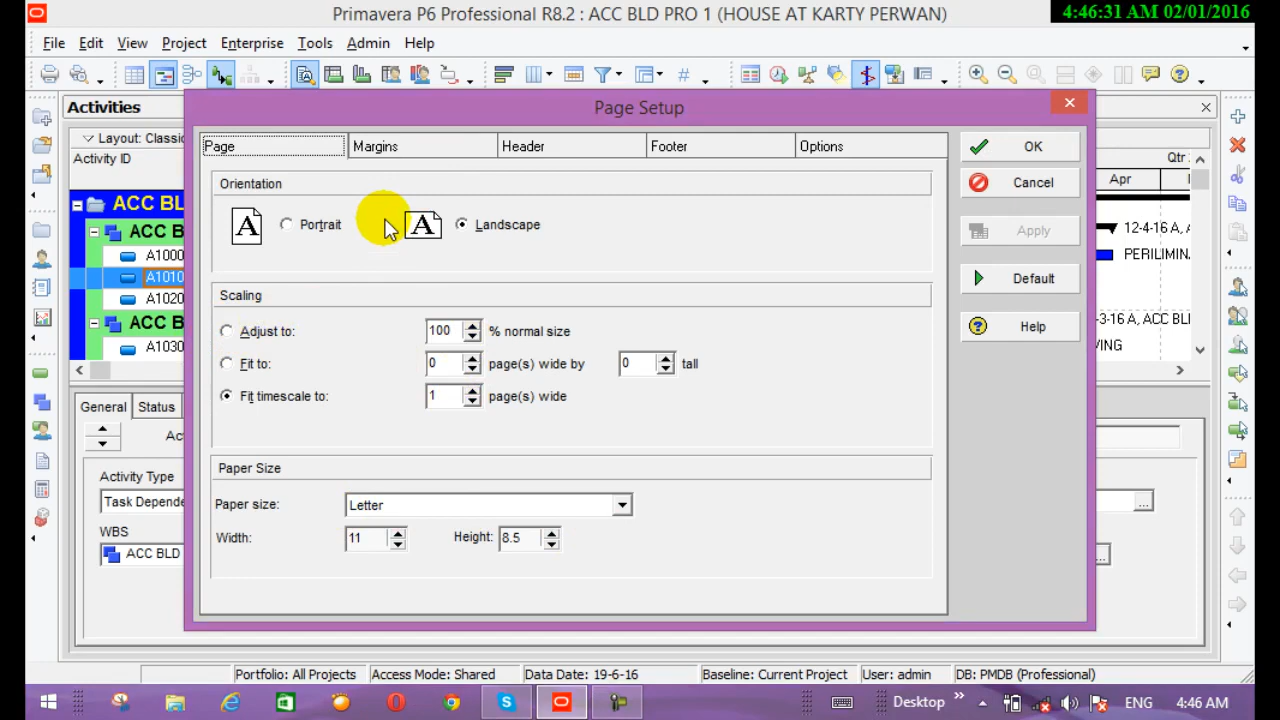 Primavera P6 Professional R8.2 : ACC BLD PRO 1 (HOUSE AT KARTY PERWAN)
4:46:31 AM 02/01/2016
File Edit View Project Enterprise Tools Admin Help
Activities
Page Setup
Layout: Classic
Activity ID
Qtr
Apr
ACC BLD
ACC B
A1000
A1010
A1020
ACC B
A1030
12-4-16 A, A
PERILIMIN
-3-16 A, ACC BLI
VING
Page Margins Header Footer Options
OK
Cancel
Apply
Default
Help
Orientation
A Portrait A Landscape
Scaling
Adjust to: 100 % normal size
Fit to: 0 page(s) wide by 0 tall
Fit timescale to: 1 page(s) wide
Paper Size
Paper size: Letter
Width: 11 Height: 8.5
General Status
Ac
Activity Type
Task Depende
WBS
ACC BLD
Portfolio: All Projects Access Mode: Shared Data Date: 19-6-16 Baseline: Current Project User: admin DB: PMDB (Professional)
Desktop ENG 4:46 AM